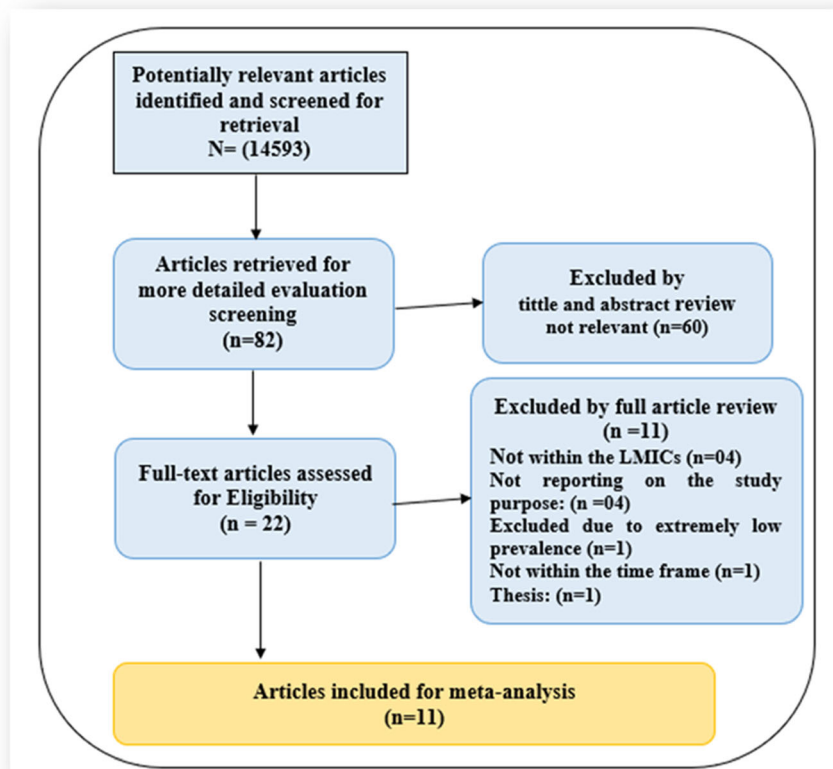 Potentially relevant articles
identified and screened for
retrieval
N= (14593)
Articles retrieved for
more detailed evaluation
screening
(n=82)
Excluded by
tittle and abstract review
not relevant (n=60)
Full-text articles assessed
for Eligibility
(n = 22)
Excluded by full article review
(n =11)
Not within the LMICs (n=04)
Not reporting on the study
purpose: (n =04)
Excluded due to extremely low
prevalence (n=1)
Not within the time frame (n=1)
Thesis: (n=1)
Articles included for meta-analysis
(n=11)